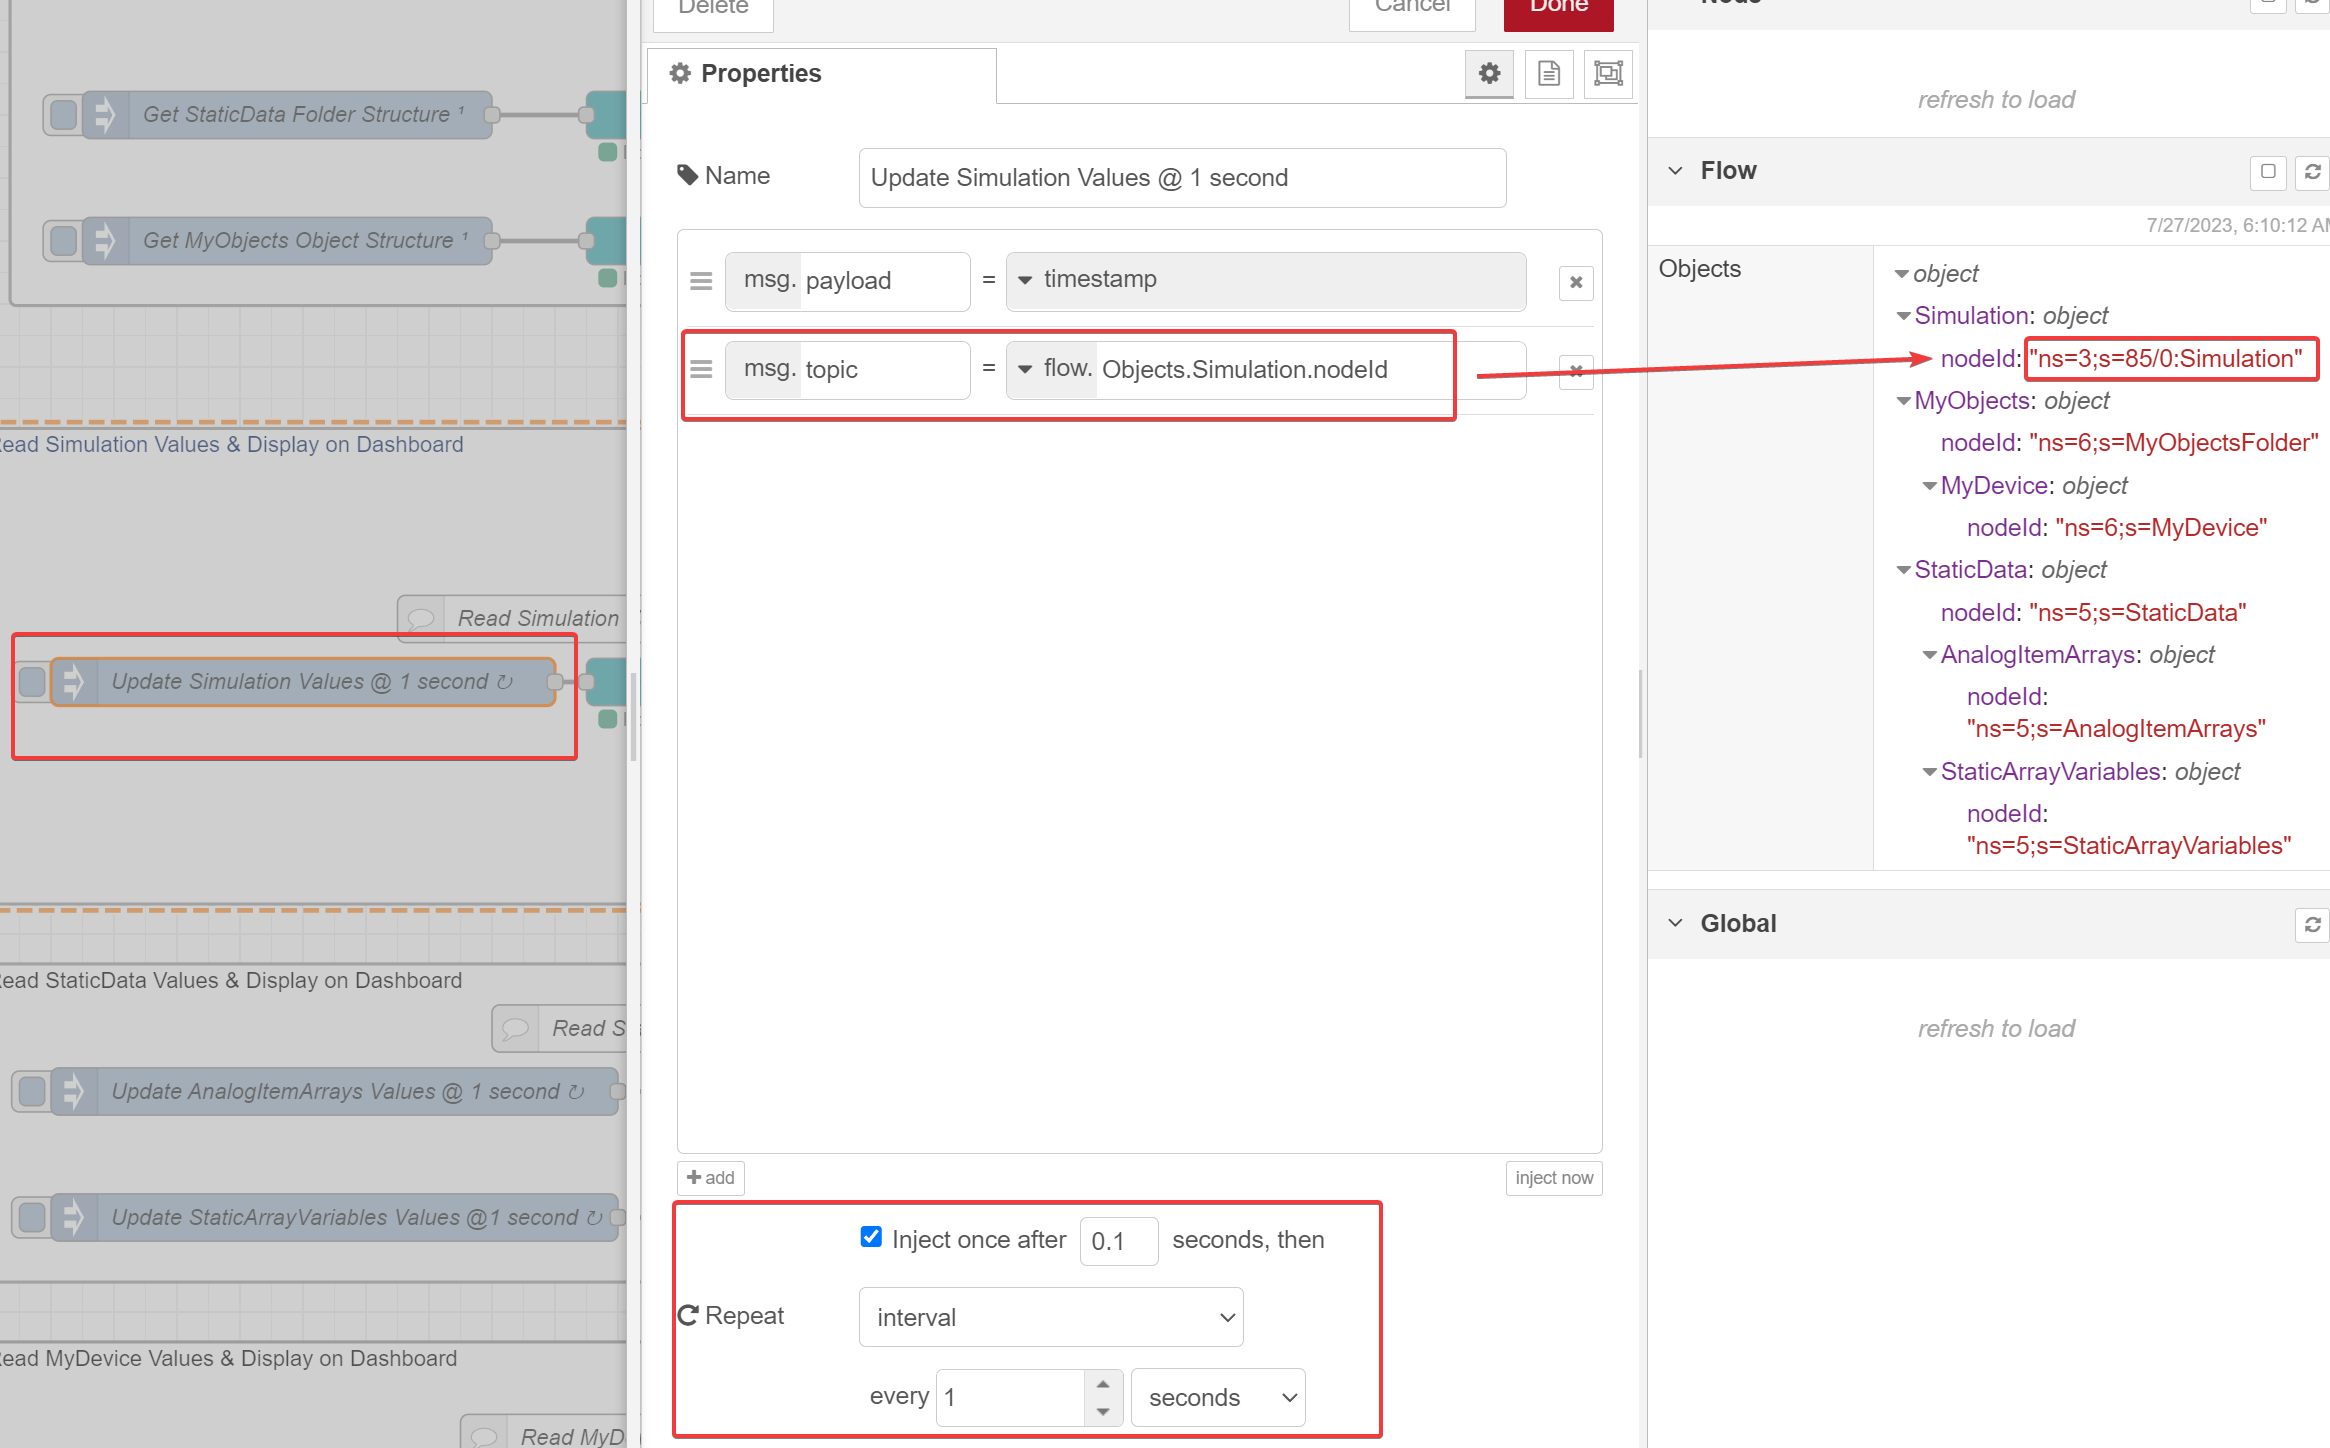 Delete
Cancel
Done
Properties
Get StaticData Folder Structure ¹
Get MyObjects Object Structure ¹
Read Simulation Values & Display on Dashboard
Read Simulation
Update Simulation Values @ 1 second ↻
Read StaticData Values & Display on Dashboard
Read S
Update AnalogItemArrays Values @ 1 second ↻
Update StaticArrayVariables Values @1 second ↻
Read MyDevice Values & Display on Dashboard
Read MyD
Name
Update Simulation Values @ 1 second
msg. payload = timestamp
msg. topic = flow. Objects.Simulation.nodeId
add
inject now
Inject once after 0.1 seconds, then
Repeat
interval
every 1 seconds
Node
refresh to load
Flow
7/27/2023, 6:10:12 AM
Objects
object
Simulation: object
nodeId: "ns=3;s=85/0:Simulation"
MyObjects: object
nodeId: "ns=6;s=MyObjectsFolder"
MyDevice: object
nodeId: "ns=6;s=MyDevice"
StaticData: object
nodeId: "ns=5;s=StaticData"
AnalogItemArrays: object
nodeId:
"ns=5;s=AnalogItemArrays"
StaticArrayVariables: object
nodeId:
"ns=5;s=StaticArrayVariables"
Global
refresh to load